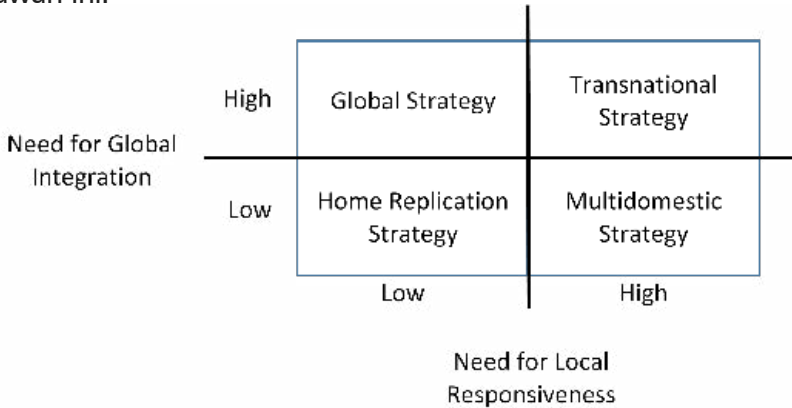 High
Global Strategy
Transnational
Strategy
Need for Global
Integration
Low
Home Replication
Strategy
Multidomestic
Strategy
Low
High
Need for Local
Responsiveness